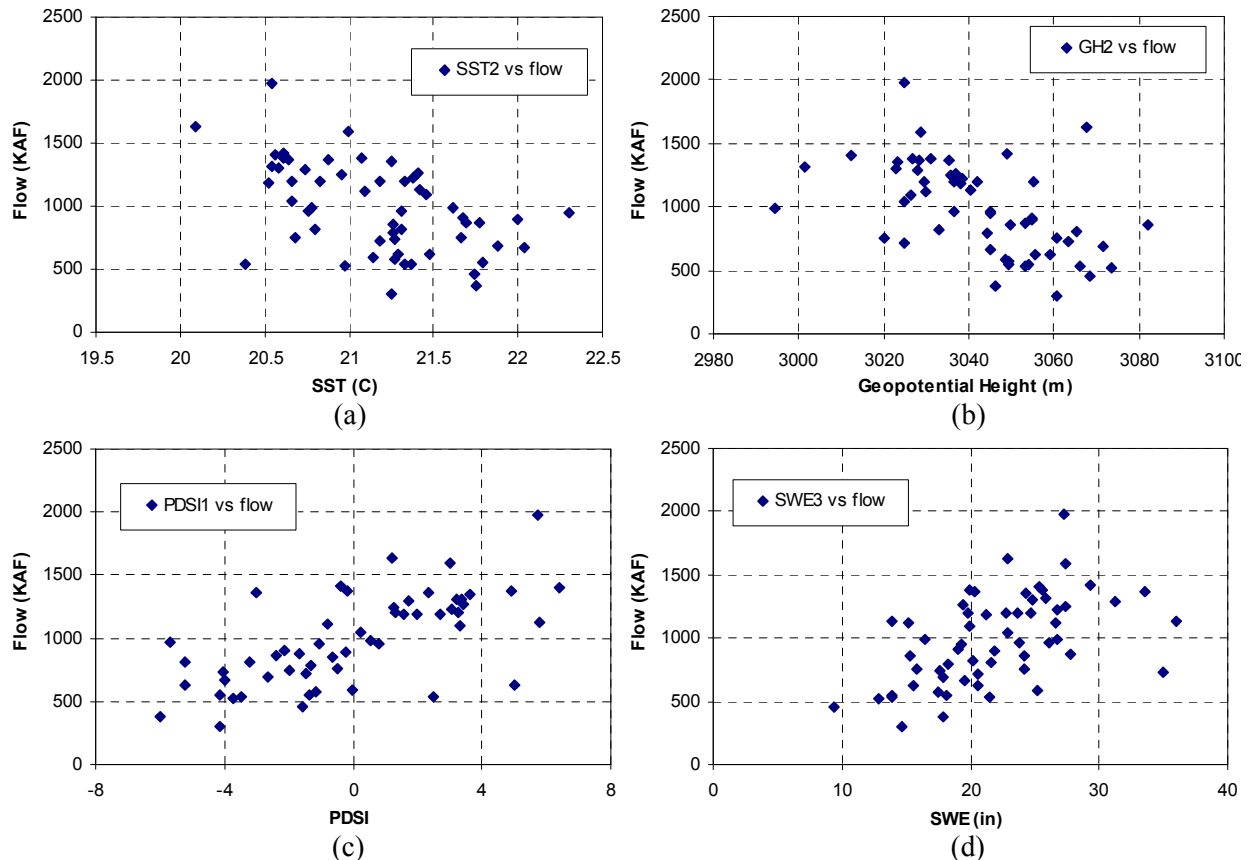 2500
2000
1500
1000
500
0
Flow (KAF)
SST2 vs flow
19.5 20 20.5 21 21.5 22 22.5
SST (C)
(a)
2500
2000
1500
1000
500
0
Flow (KAF)
GH2 vs flow
2980 3000 3020 3040 3060 3080 3100
Geopotential Height (m)
(b)
2500
2000
1500
1000
500
0
Flow (KAF)
PDSI1 vs flow
-8 -4 0 4 8
PDSI
(c)
2500
2000
1500
1000
500
0
Flow (KAF)
SWE3 vs flow
0 10 20 30 40
SWE (in)
(d)